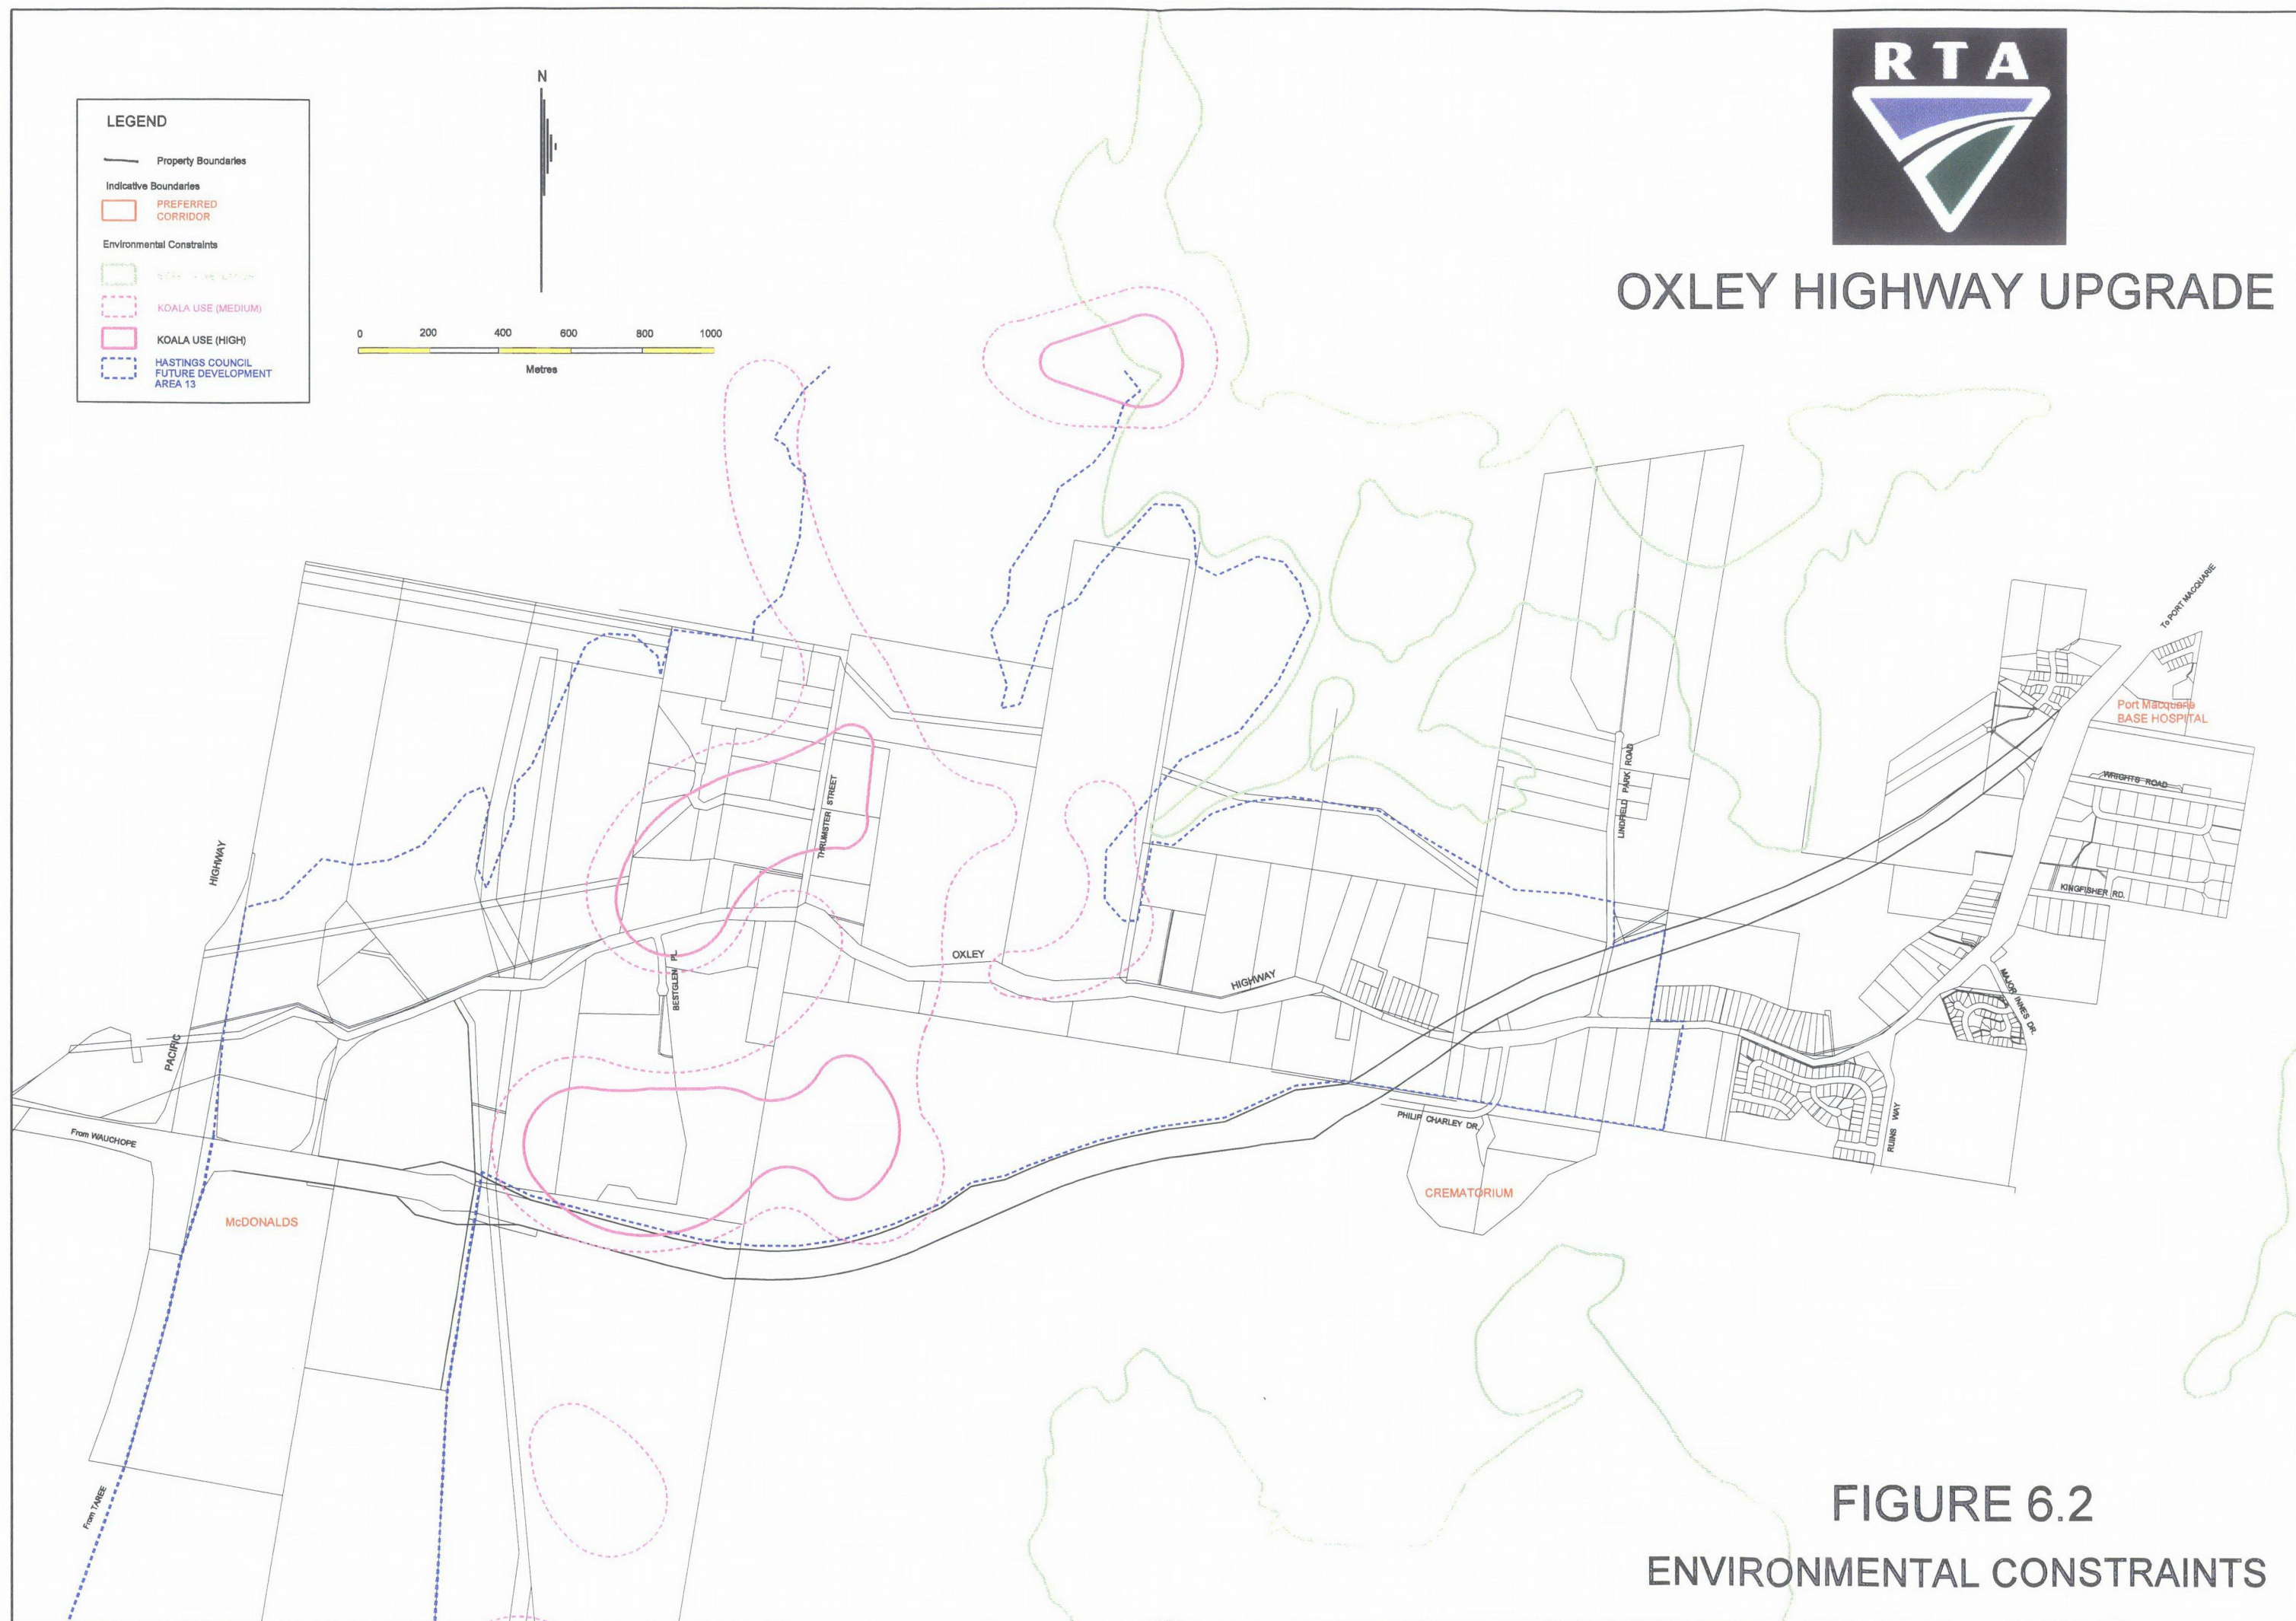 RTA
OXLEY HIGHWAY UPGRADE
N
LEGEND
Property Boundaries
Indicative Boundaries
PREFERRED
CORRIDOR
Environmental Constraints
KOALA USE (MEDIUM)
KOALA USE (HIGH)
HASTINGS COUNCIL
FUTURE DEVELOPMENT
AREA 13
0 200 400 600 800 1000
Metres
To PORT MACQUARIE
Port Macquarie
BASE HOSPITAL
WRIGHTS ROAD
KINGFISHER RD.
MAJOR INNES DR.
LINDFIELD PARK ROAD
THRUMSTER STREET
HIGHWAY
PACIFIC
OXLEY
HIGHWAY
BESTGLEN PL.
RUINS WAY
PHILIP CHARLEY DR.
CREMATORIUM
From WAUCHOPE
McDONALDS
From TAREE
FIGURE 6.2
ENVIRONMENTAL CONSTRAINTS